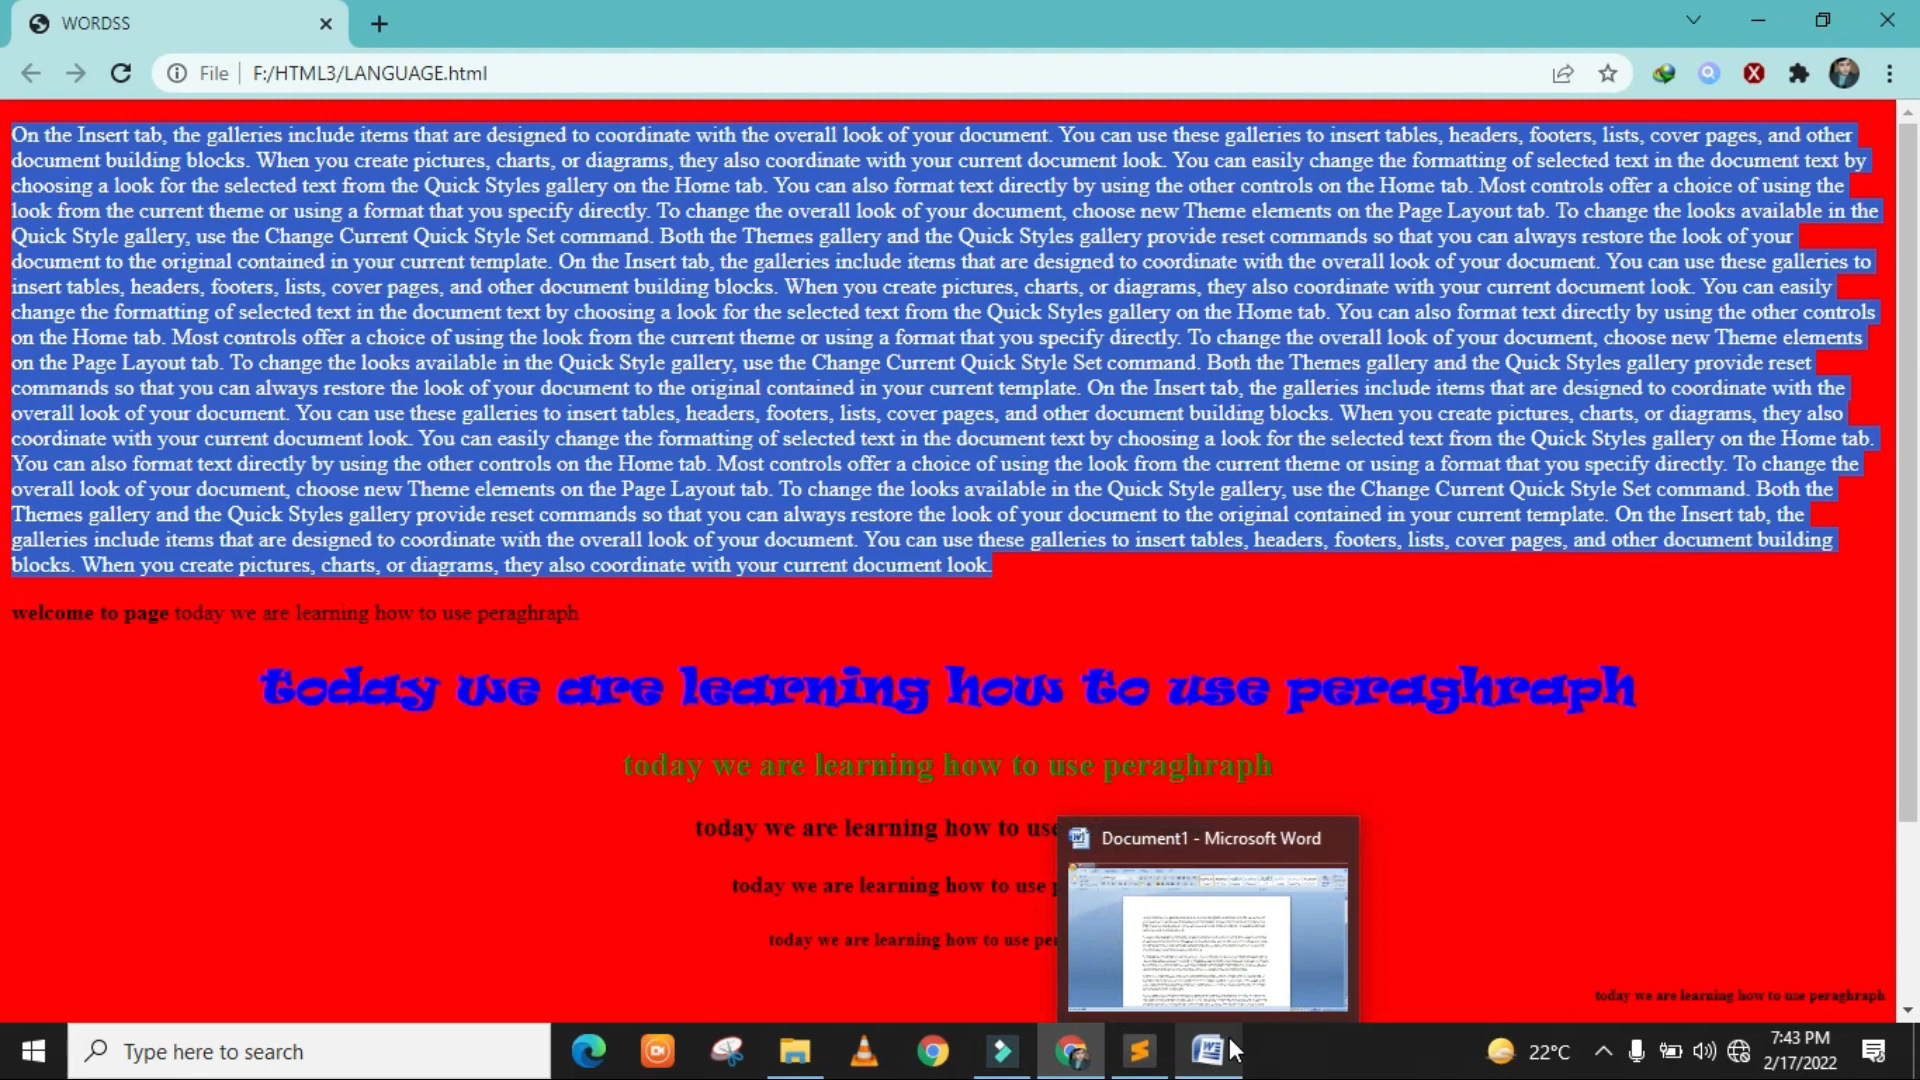 WORDSS
File
F:/HTML3/LANGUAGE.html
On the Insert tab, the galleries include items that are designed to coordinate with the overall look of your document. You can use these galleries to insert tables, headers, footers, lists, cover pages, and other
document building blocks. When you create pictures, charts, or diagrams, they also coordinate with your current document look. You can easily change the formatting of selected text in the document text by
choosing a look for the selected text from the Quick Styles gallery on the Home tab. You can also format text directly by using the other controls on the Home tab. Most controls offer a choice of using the
look from the current theme or using a format that you specify directly. To change the overall look of your document, choose new Theme elements on the Page Layout tab. To change the looks available in the
Quick Style gallery, use the Change Current Quick Style Set command. Both the Themes gallery and the Quick Styles gallery provide reset commands so that you can always restore the look of your
document to the original contained in your current template. On the Insert tab, the galleries include items that are designed to coordinate with the overall look of your document. You can use these galleries to
insert tables, headers, footers, lists, cover pages, and other document building blocks. When you create pictures, charts, or diagrams, they also coordinate with your current document look. You can easily
change the formatting of selected text in the document text by choosing a look for the selected text from the Quick Styles gallery on the Home tab. You can also format text directly by using the other controls
on the Home tab. Most controls offer a choice of using the look from the current theme or using a format that you specify directly. To change the overall look of your document, choose new Theme elements
on the Page Layout tab. To change the looks available in the Quick Style gallery, use the Change Current Quick Style Set command. Both the Themes gallery and the Quick Styles gallery provide reset
commands so that you can always restore the look of your document to the original contained in your current template. On the Insert tab, the galleries include items that are designed to coordinate with the
overall look of your document. You can use these galleries to insert tables, headers, footers, lists, cover pages, and other document building blocks. When you create pictures, charts, or diagrams, they also
coordinate with your current document look. You can easily change the formatting of selected text in the document text by choosing a look for the selected text from the Quick Styles gallery on the Home tab.
You can also format text directly by using the other controls on the Home tab. Most controls offer a choice of using the look from the current theme or using a format that you specify directly. To change the
overall look of your document, choose new Theme elements on the Page Layout tab. To change the looks available in the Quick Style gallery, use the Change Current Quick Style Set command. Both the
Themes gallery and the Quick Styles gallery provide reset commands so that you can always restore the look of your document to the original contained in your current template. On the Insert tab, the
galleries include items that are designed to coordinate with the overall look of your document. You can use these galleries to insert tables, headers, footers, lists, cover pages, and other document building
blocks. When you create pictures, charts, or diagrams, they also coordinate with your current document look.
welcome to page today we are learning how to use peraghraph
today we are learning how to use peraghraph
today we are learning how to use peraghraph
today we are learning how to use
Document1 - Microsoft Word
today we are learning how to use
today we are learning how to use
today we are learning how to use peraghraph
Type here to search
22°C
7:43 PM
2/17/2022